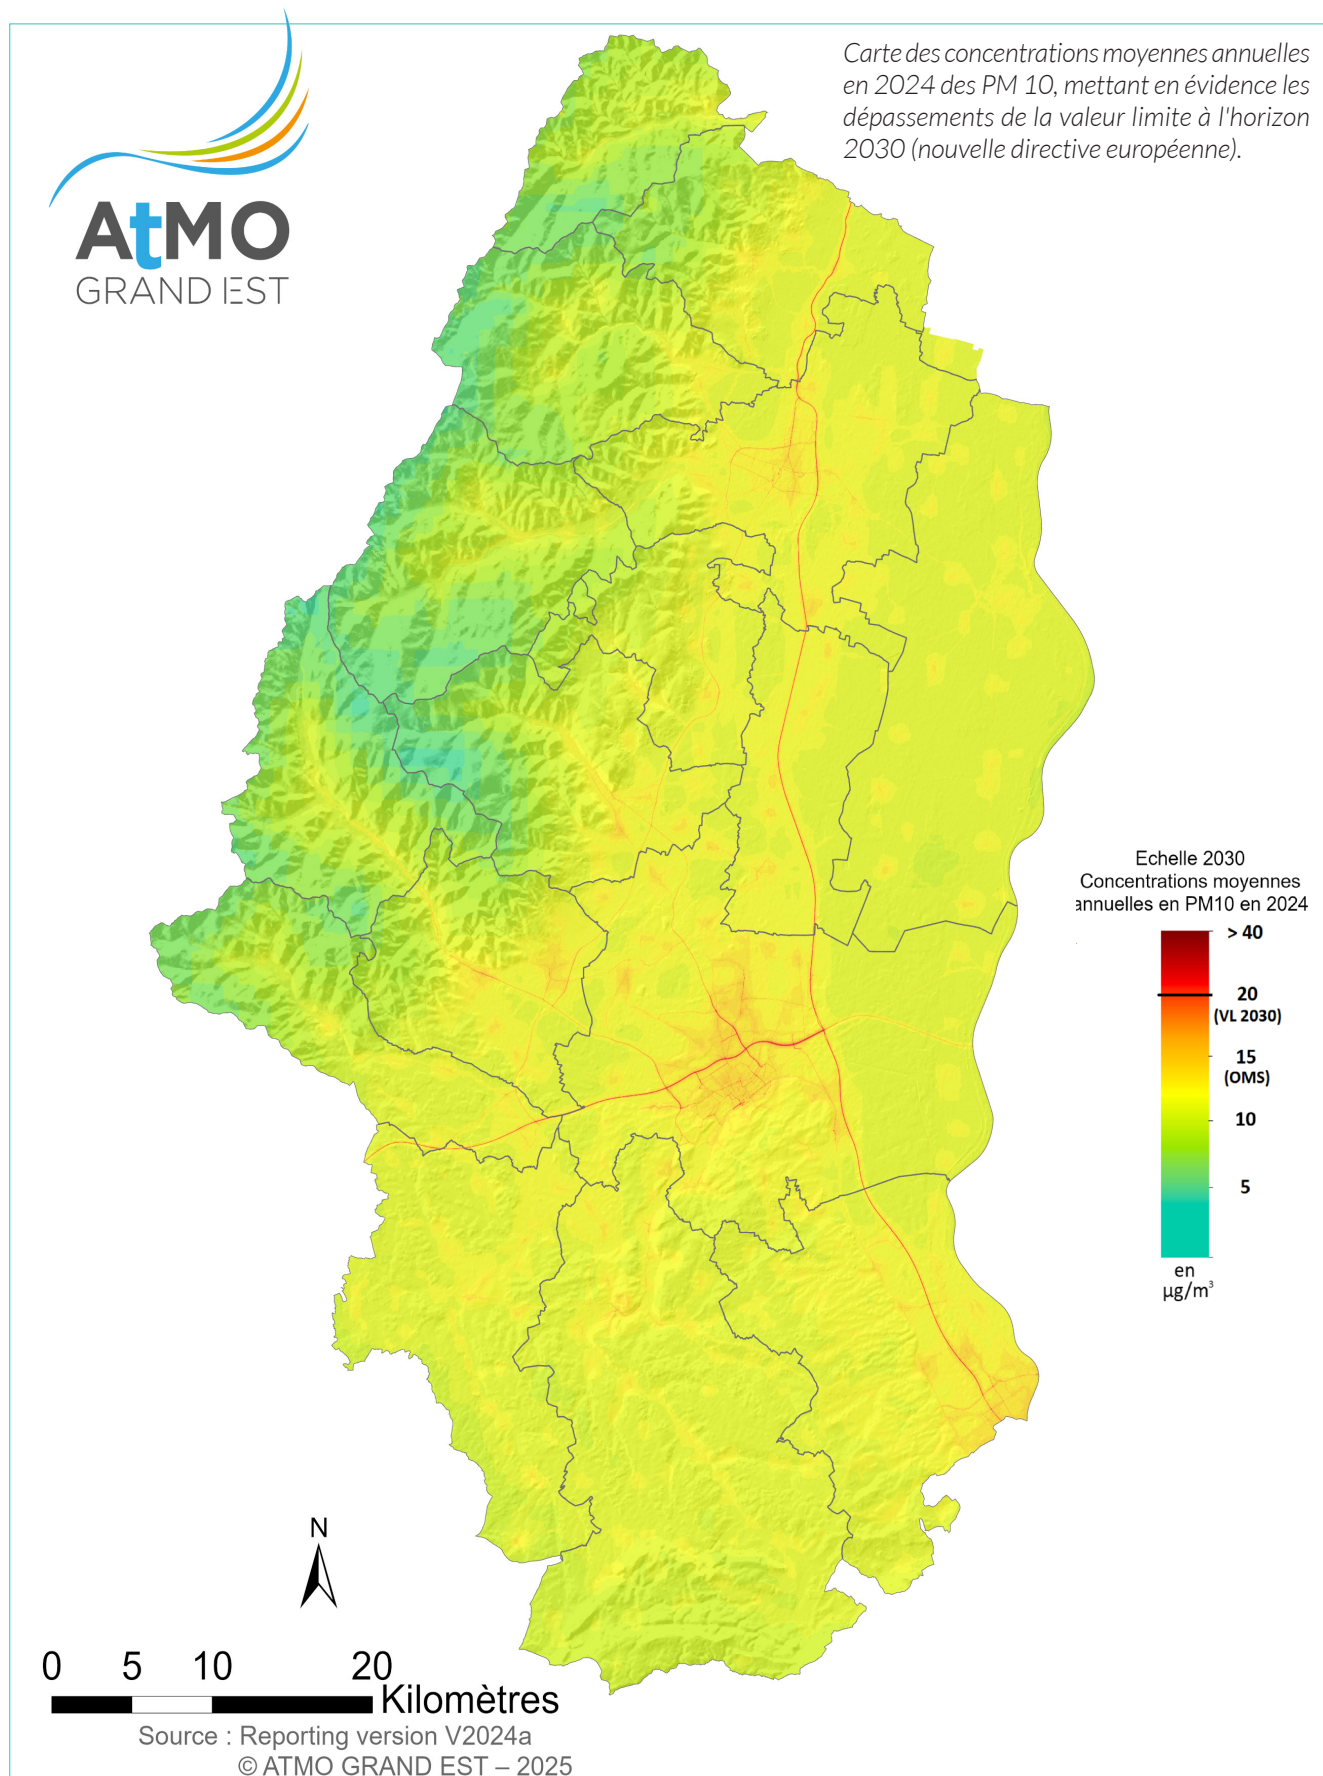 AtMO
GRAND EST
Carte des concentrations moyennes annuelles
en 2024 des PM 10, mettant en évidence les
dépassements de la valeur limite à l'horizon
2030 (nouvelle directive européenne).
Echelle 2030
Concentrations moyennes
annuelles en PM10 en 2024
> 40
20
(VL 2030)
15
(OMS)
10
5
en
µg/m³
N
0 5 10 20
Kilomètres
Source : Reporting version V2024a
© ATMO GRAND EST – 2025